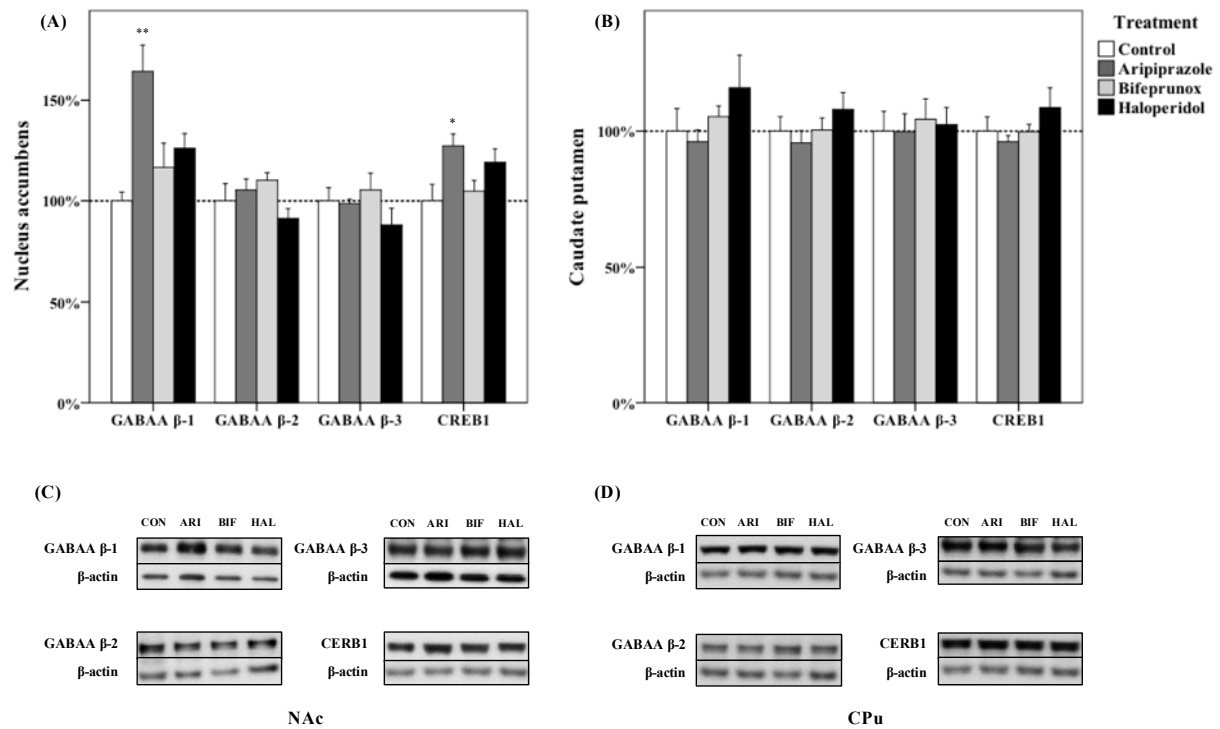 (A)
**
*
150%
100%
50%
0%
Nucleus accumbens
GABAA β-1 GABAA β-2 GABAA β-3 CREB1
(B)
100%
50%
0%
Caudate putamen
GABAA β-1 GABAA β-2 GABAA β-3 CREB1
Treatment
Control
Aripiprazole
Bifeprunox
Haloperidol
(C)
CON ARI BIF HAL
GABAA β-1
β-actin
CON ARI BIF HAL
GABAA β-3
β-actin
GABAA β-2
β-actin
CERB1
β-actin
NAc
(D)
CON ARI BIF HAL
GABAA β-1
β-actin
CON ARI BIF HAL
GABAA β-3
β-actin
GABAA β-2
β-actin
CERB1
β-actin
CPu